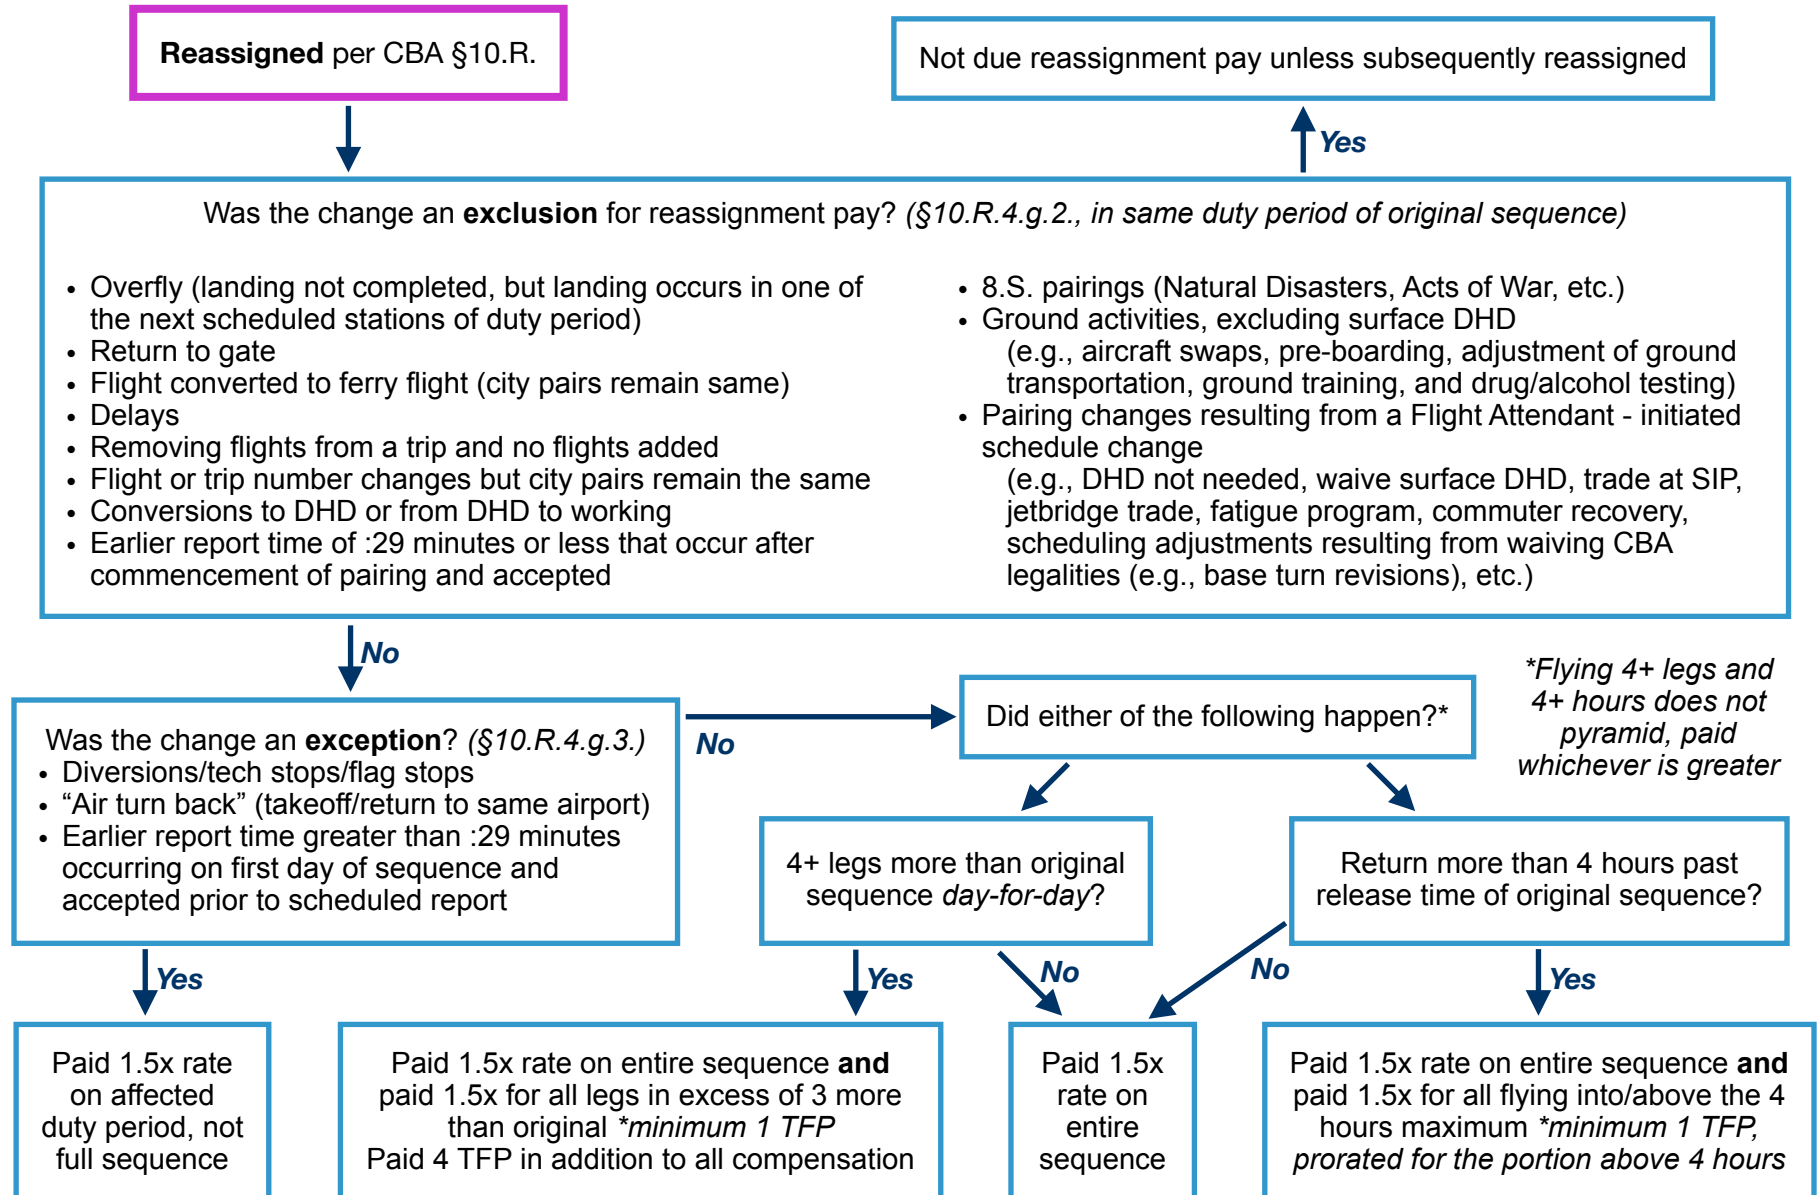 Reassigned per CBA §10.R.
Not due reassignment pay unless subsequently reassigned
Yes
Was the change an exclusion for reassignment pay? (§10.R.4.g.2., in same duty period of original sequence)
• Overfly (landing not completed, but landing occurs in one of
the next scheduled stations of duty period)
• Return to gate
• Flight converted to ferry flight (city pairs remain same)
• Delays
• Removing flights from a trip and no flights added
• Flight or trip number changes but city pairs remain the same
• Conversions to DHD or from DHD to working
• Earlier report time of :29 minutes or less that occur after
commencement of pairing and accepted
• 8.S. pairings (Natural Disasters, Acts of War, etc.)
• Ground activities, excluding surface DHD
(e.g., aircraft swaps, pre-boarding, adjustment of ground
transportation, ground training, and drug/alcohol testing)
• Pairing changes resulting from a Flight Attendant - initiated
schedule change
(e.g., DHD not needed, waive surface DHD, trade at SIP,
jetbridge trade, fatigue program, commuter recovery,
scheduling adjustments resulting from waiving CBA
legalities (e.g., base turn revisions), etc.)
No
Was the change an exception? (§10.R.4.g.3.)
• Diversions/tech stops/flag stops
• “Air turn back” (takeoff/return to same airport)
• Earlier report time greater than :29 minutes
occurring on first day of sequence and
accepted prior to scheduled report
No
Did either of the following happen?*
*Flying 4+ legs and
4+ hours does not
pyramid, paid
whichever is greater
4+ legs more than original
sequence day-for-day?
Return more than 4 hours past
release time of original sequence?
Yes
Yes
No
No
Yes
Paid 1.5x rate
on affected
duty period, not
full sequence
Paid 1.5x rate on entire sequence and
paid 1.5x for all legs in excess of 3 more
than original *minimum 1 TFP
Paid 4 TFP in addition to all compensation
Paid 1.5x
rate on
entire
sequence
Paid 1.5x rate on entire sequence and
paid 1.5x for all flying into/above the 4
hours maximum *minimum 1 TFP,
prorated for the portion above 4 hours